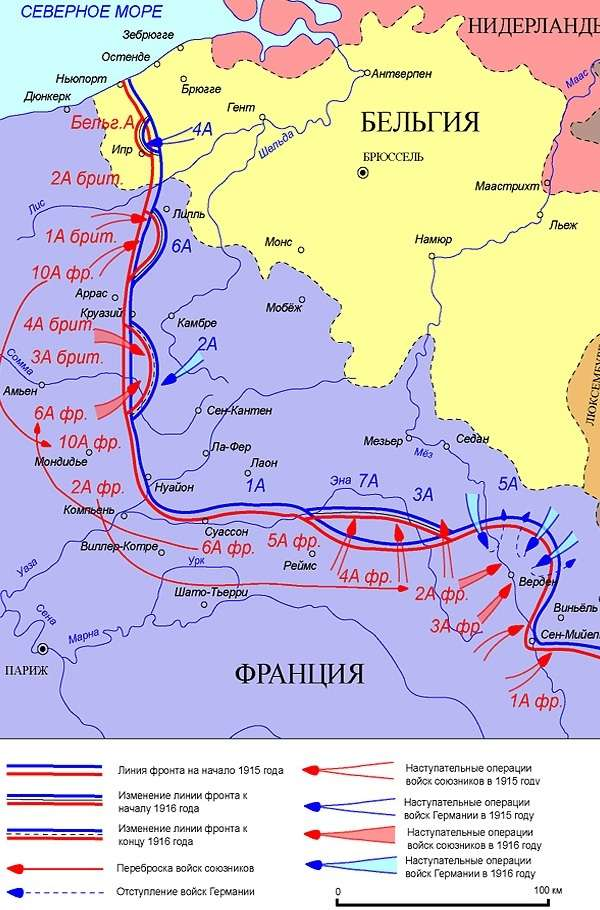 СЕВЕРНОЕ МОРЕ
НИДЕРЛАНДЫ
Зебрюгге
Остенде
Ньюпорт
Брюгге
Антверпен
Маас
Дюнкерк
Гент
Бельг.А
4А
Шельда
БЕЛЬГИЯ
Ипр
БРЮССЕЛЬ
2А брит.
Маастрихт
Лис
Лилль
Льеж
1А брит.
6А
Монс
Намюр
10А фр.
Аррас
Мобёж
Круазий
4А брит.
Камбре
3А брит.
2А
Сомма
ЛЮКСЕМБУРГ
Амьен
6А фр.
Сен-Кантен
10А фр.
Мезьер
Седан
Мондидье
Ла-Фер
Мёз
Лаон
2А фр.
Нуайон
1А
Эна
7А
3А
5А
Компьень
Суассон
5А фр.
6А фр.
Виллер-Котре
Реймс
Уаза
Урк
4А фр.
Верден
2А фр.
Шато-Тьерри
3А фр.
Виньёль
Сена
Марна
Сен-Мийель
ПАРИЖ
ФРАНЦИЯ
1А фр.
Линия фронта на начало 1915 года
Изменение линии фронта к
началу 1916 года
Изменение линии фронта к
концу 1916 года
Переброска войск союзников
Отступление войск Германии
Наступательные операции
войск союзников в 1915 году
Наступательные операции
войск Германии в 1915 году
Наступательные операции
войск союзников в 1916 году
Наступательные операции
войск Германии в 1916 году
0 100 км